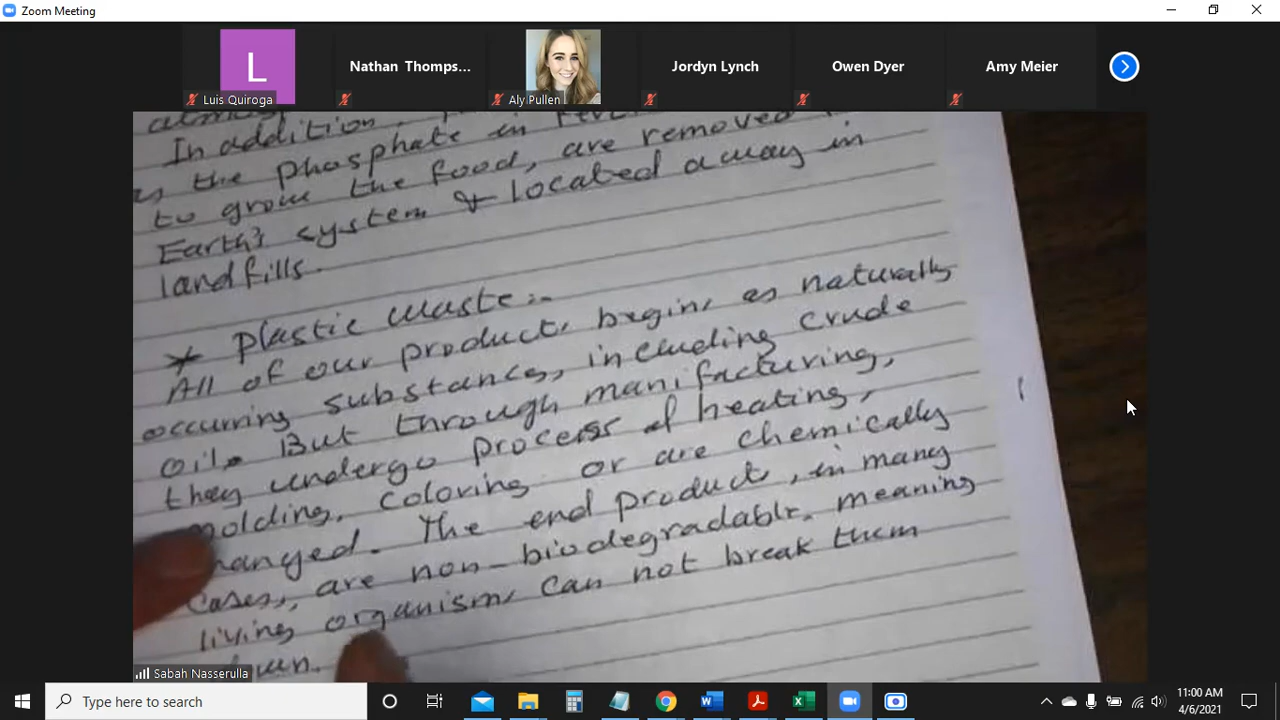 Zoom Meeting
L
Luis Quiroga
Nathan Thomps...
Aly Pullen
Jordyn Lynch
Owen Dyer
Amy Meier
In addition,
the phosphate in
to grow the food, are removed
Earth's system & located away in
landfills.
* Plastic waste:-
All of our products begins as naturally
occurring substances, including crude
oil. But through manifacturing,
they undergo process of heating,
molding, coloring or are chemically
changed. The end products, in many
cases, are non-biodegradable. meaning
living organisms can not break them
Sabah Nasserulla
Type here to search
11:00 AM
4/6/2021